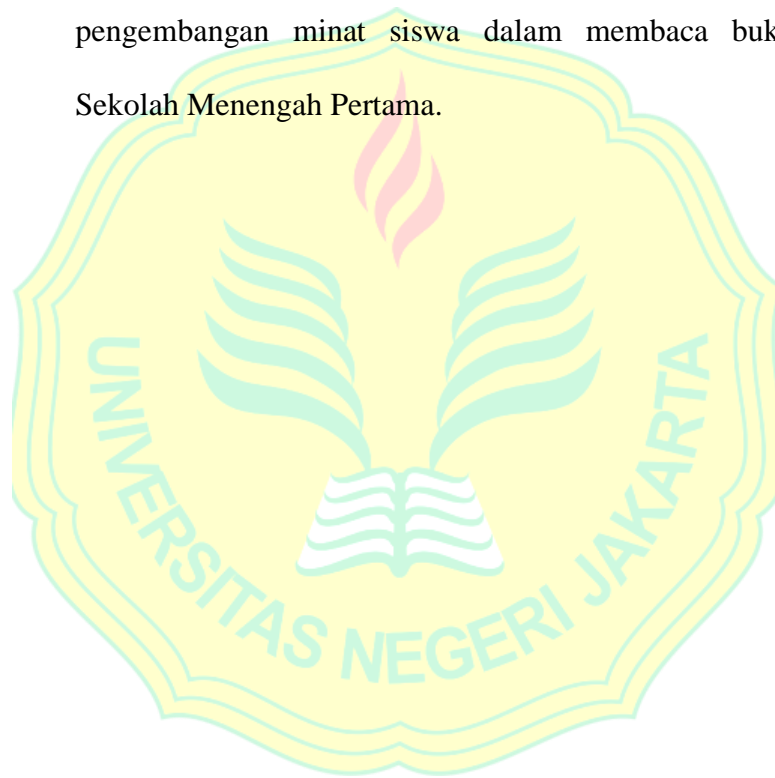 pengembangan minat siswa dalam membaca buk
Sekolah Menengah Pertama.
UNIVERSITAS NEGERI JAKARTA